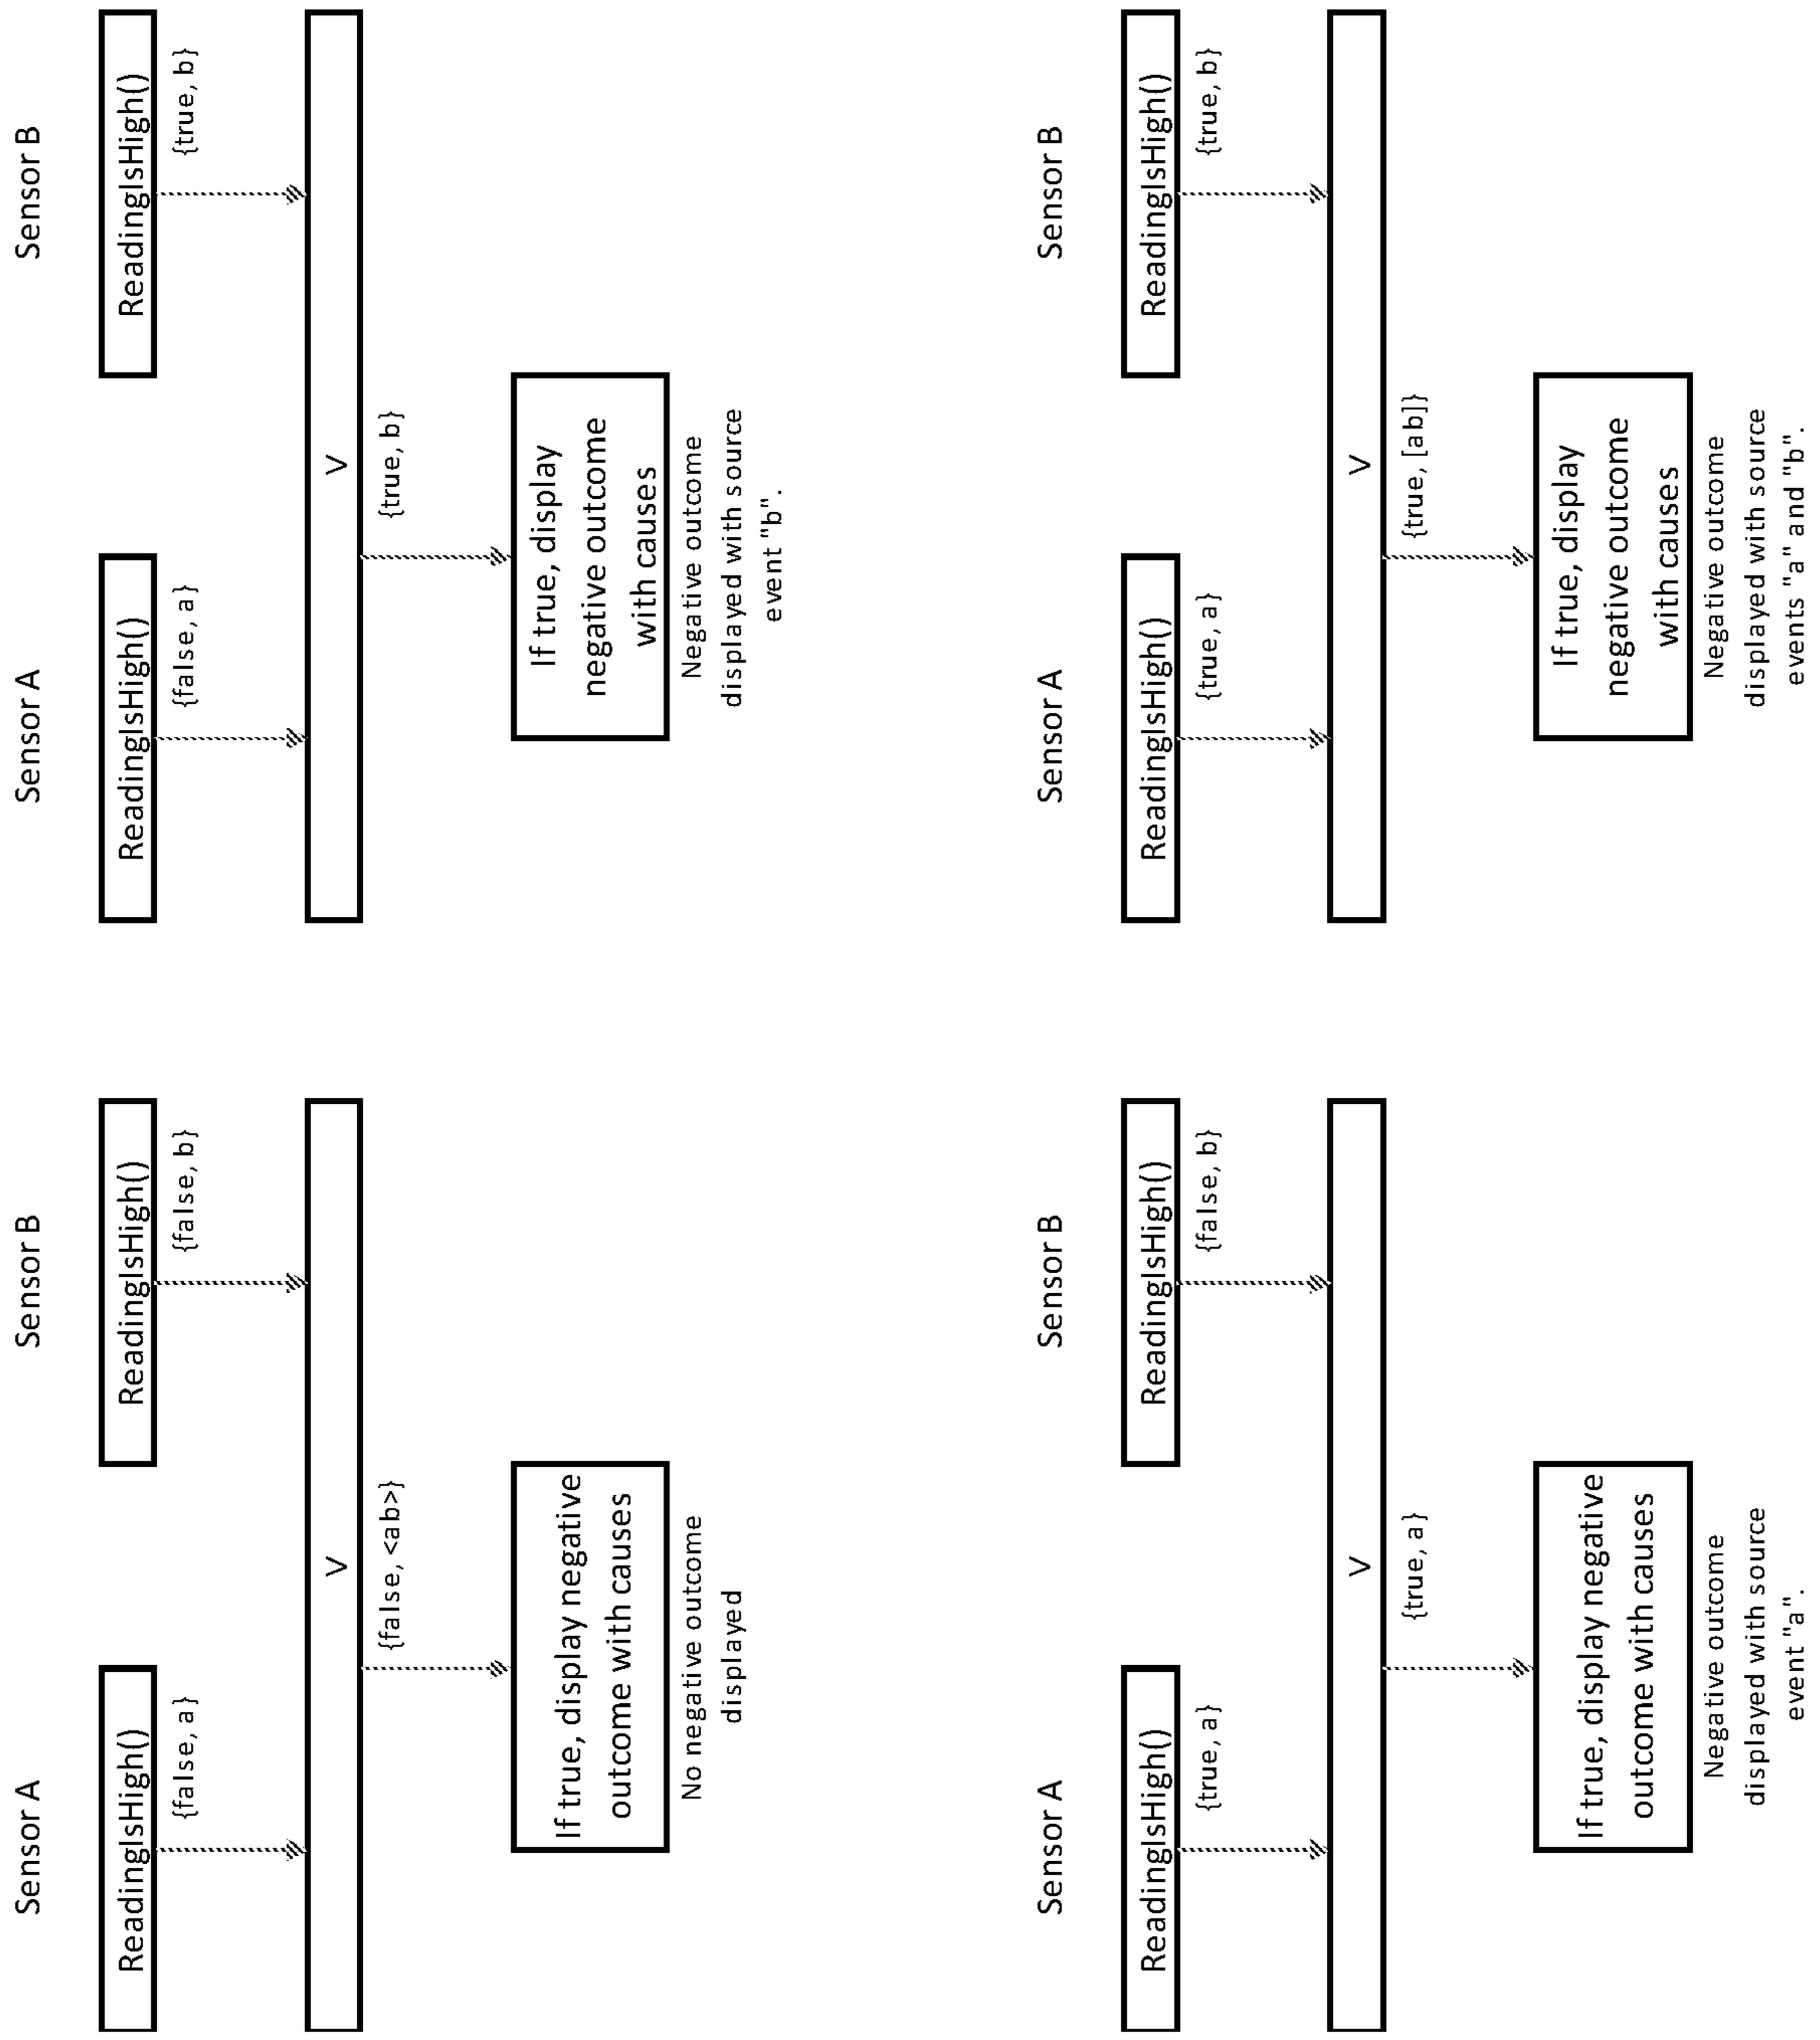 Sensor A
Sensor B
ReadingIsHigh()
ReadingIsHigh()
{false, a}
{false, b}
V
{false, <ab>}
If true, display negative
outcome with causes
No negative outcome
displayed
Sensor A
Sensor B
ReadingIsHigh()
ReadingIsHigh()
{false, a}
{true, b}
V
{true, b}
If true, display
negative outcome
with causes
Negative outcome
displayed with source
event "b".
Sensor A
Sensor B
ReadingIsHigh()
ReadingIsHigh()
{true, a}
{false, b}
V
{true, a}
If true, display negative
outcome with causes
Negative outcome
displayed with source
event "a".
Sensor A
Sensor B
ReadingIsHigh()
ReadingIsHigh()
{true, a}
{true, b}
V
{true, [ab]}
If true, display
negative outcome
with causes
Negative outcome
displayed with source
events "a" and "b".